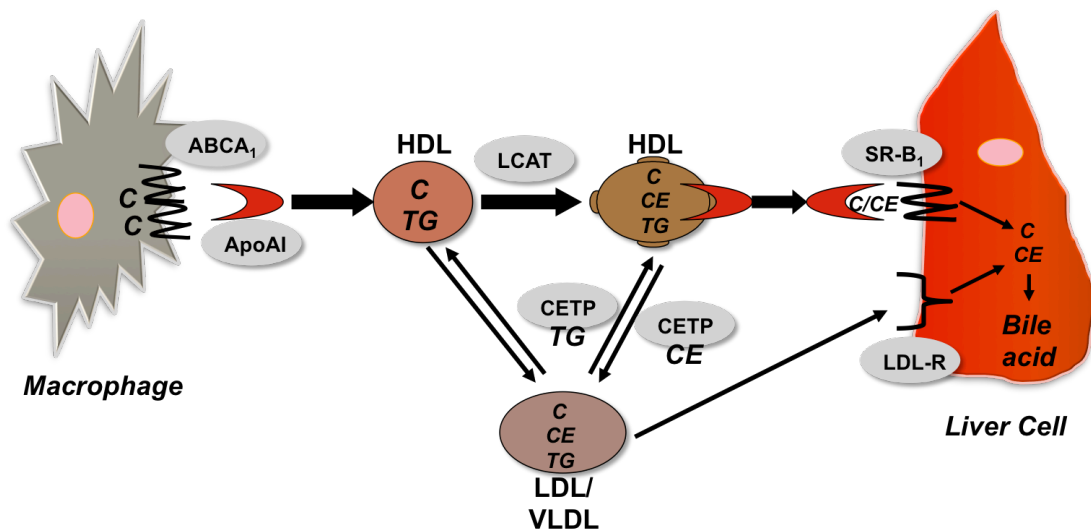 ABCA₁
C
C
ApoAI
Macrophage
HDL
C
TG
LCAT
HDL
C
CE
TG
CETP
TG
CETP
CE
C
CE
TG
LDL/
VLDL
SR-B₁
C/CE
C
CE
Bile
acid
LDL-R
Liver Cell